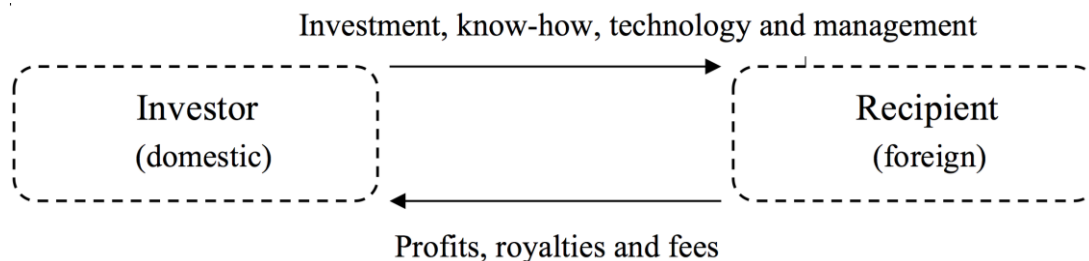 Investment, know-how, technology and management
Investor
(domestic)
Recipient
(foreign)
Profits, royalties and fees